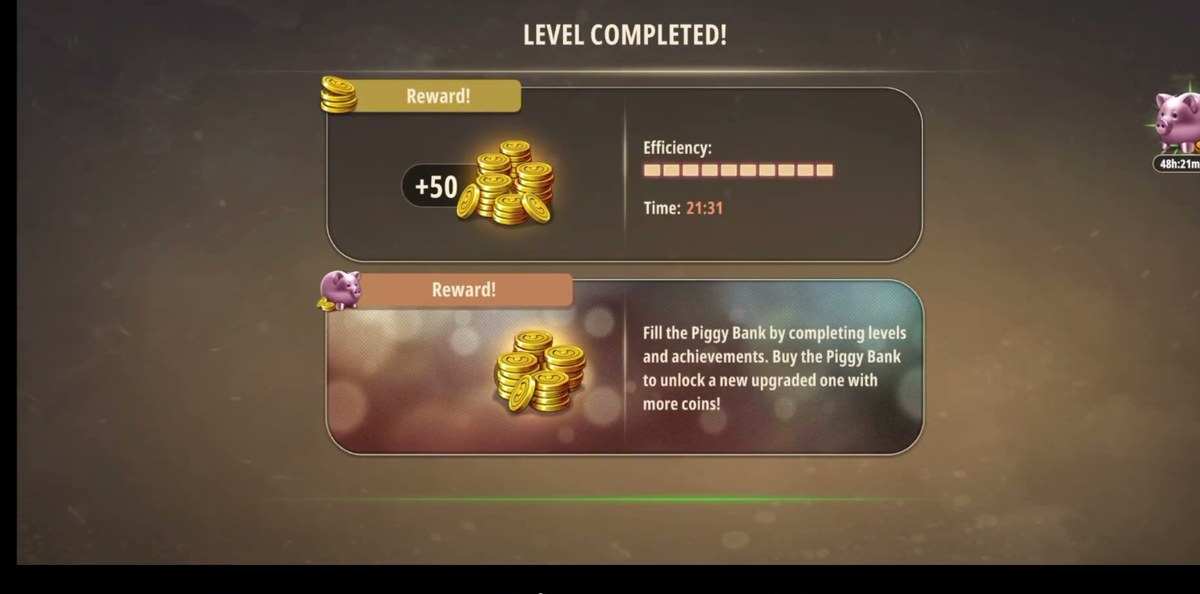 LEVEL COMPLETED!
Reward!
+50
Efficiency:
Time: 21:31
48h:21m
Reward!
Fill the Piggy Bank by completing levels
and achievements. Buy the Piggy Bank
to unlock a new upgraded one with
more coins!